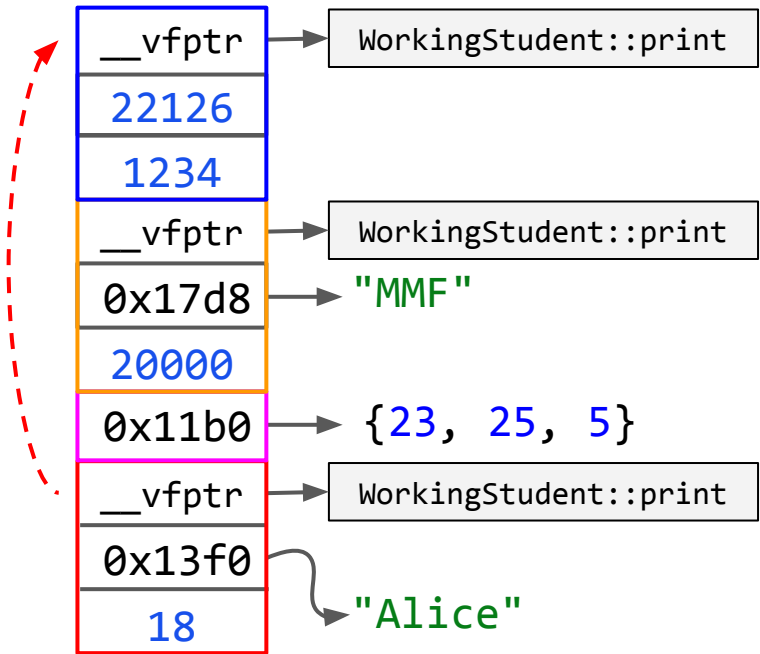 __vfptr WorkingStudent::print
22126
1234
__vfptr WorkingStudent::print
0x17d8 "MMF"
20000
0x11b0 {23, 25, 5}
__vfptr WorkingStudent::print
0x13f0
"Alice"
18